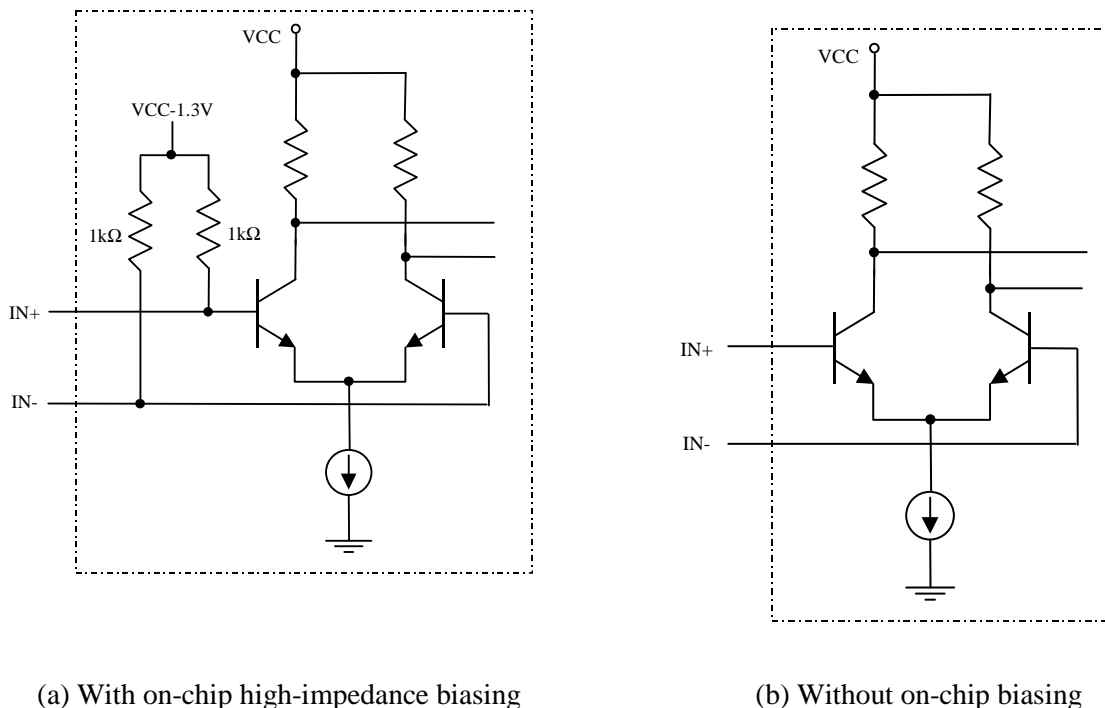 VCC
VCC-1.3V
1kΩ
1kΩ
IN+
IN-
(a) With on-chip high-impedance biasing
VCC
IN+
IN-
(b) Without on-chip biasing